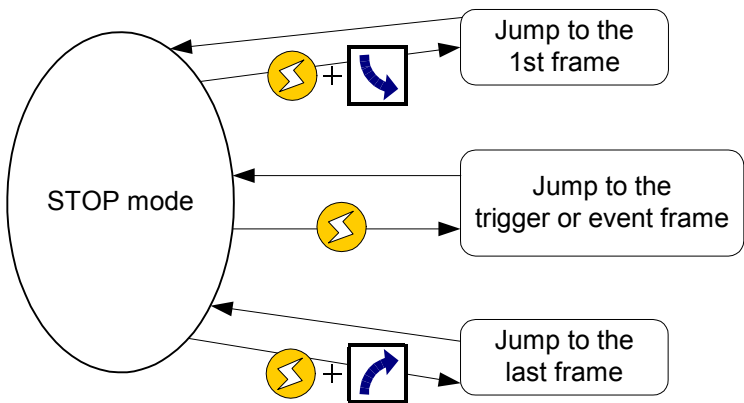 Jump to the
1st frame
+
STOP mode
Jump to the
trigger or event frame
Jump to the
last frame
+